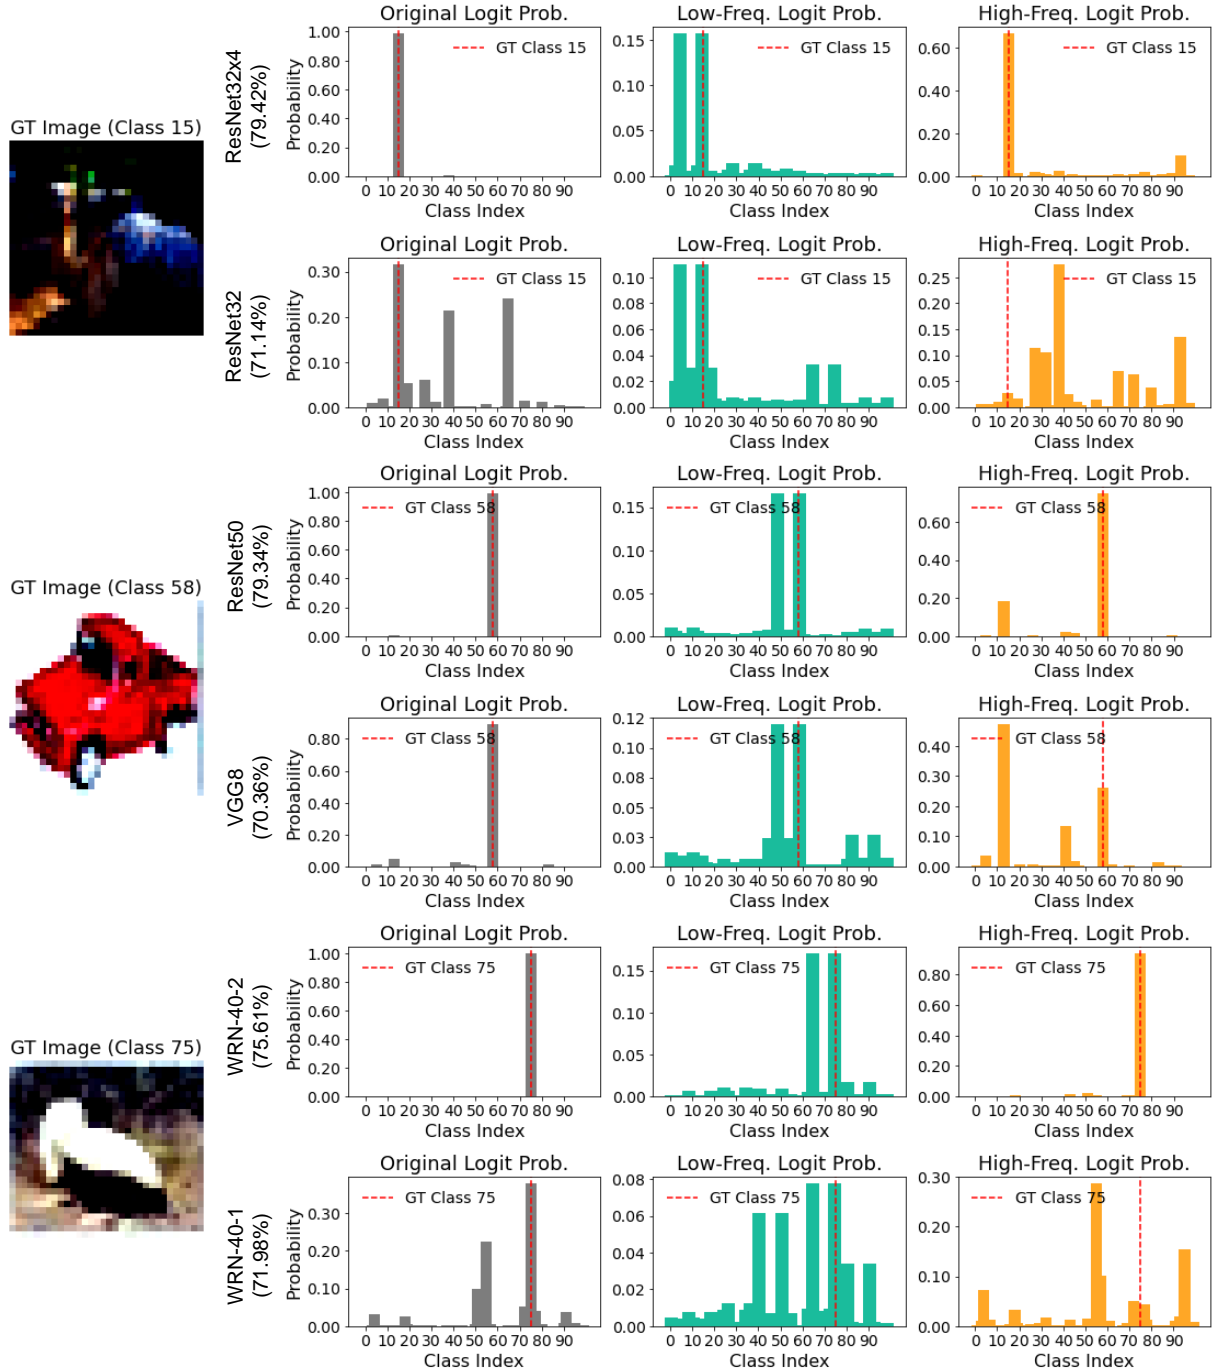 Original Logit Prob.
Low-Freq. Logit Prob.
High-Freq. Logit Prob.
GT Image (Class 15)
ResNet32x4
(79.42%)
Probability
1.00
0.80
0.60
0.40
0.20
0.00
GT Class 15
0 10 20 30 40 50 60 70 80 90
Class Index
0.15
0.10
0.05
0.00
GT Class 15
0 10 20 30 40 50 60 70 80 90
Class Index
0.60
0.40
0.20
0.00
GT Class 15
0 10 20 30 40 50 60 70 80 90
Class Index
Original Logit Prob.
Low-Freq. Logit Prob.
High-Freq. Logit Prob.
ResNet32
(71.14%)
Probability
0.30
0.20
0.10
0.00
GT Class 15
0 10 20 30 40 50 60 70 80 90
Class Index
0.10
0.08
0.06
0.04
0.02
0.00
GT Class 15
0 10 20 30 40 50 60 70 80 90
Class Index
0.25
0.20
0.15
0.10
0.05
0.00
GT Class 15
0 10 20 30 40 50 60 70 80 90
Class Index
Original Logit Prob.
Low-Freq. Logit Prob.
High-Freq. Logit Prob.
GT Image (Class 58)
ResNet50
(79.34%)
Probability
1.00
0.80
0.60
0.40
0.20
0.00
GT Class 58
0 10 20 30 40 50 60 70 80 90
Class Index
0.15
0.10
0.05
0.00
GT Class 58
0 10 20 30 40 50 60 70 80 90
Class Index
0.60
0.40
0.20
0.00
GT Class 58
0 10 20 30 40 50 60 70 80 90
Class Index
Original Logit Prob.
Low-Freq. Logit Prob.
High-Freq. Logit Prob.
VGG8
(70.36%)
Probability
0.80
0.60
0.40
0.20
0.00
GT Class 58
0 10 20 30 40 50 60 70 80 90
Class Index
0.12
0.10
0.08
0.05
0.03
0.00
GT Class 58
0 10 20 30 40 50 60 70 80 90
Class Index
0.40
0.30
0.20
0.10
0.00
GT Class 58
0 10 20 30 40 50 60 70 80 90
Class Index
Original Logit Prob.
Low-Freq. Logit Prob.
High-Freq. Logit Prob.
GT Image (Class 75)
WRN-40-2
(75.61%)
Probability
1.00
0.80
0.60
0.40
0.20
0.00
GT Class 75
0 10 20 30 40 50 60 70 80 90
Class Index
0.15
0.10
0.05
0.00
GT Class 75
0 10 20 30 40 50 60 70 80 90
Class Index
0.80
0.60
0.40
0.20
0.00
GT Class 75
0 10 20 30 40 50 60 70 80 90
Class Index
Original Logit Prob.
Low-Freq. Logit Prob.
High-Freq. Logit Prob.
WRN-40-1
(71.98%)
Probability
0.30
0.20
0.10
0.00
GT Class 75
0 10 20 30 40 50 60 70 80 90
Class Index
0.08
0.06
0.04
0.02
0.00
GT Class 75
0 10 20 30 40 50 60 70 80 90
Class Index
0.30
0.20
0.10
0.00
GT Class 75
0 10 20 30 40 50 60 70 80 90
Class Index